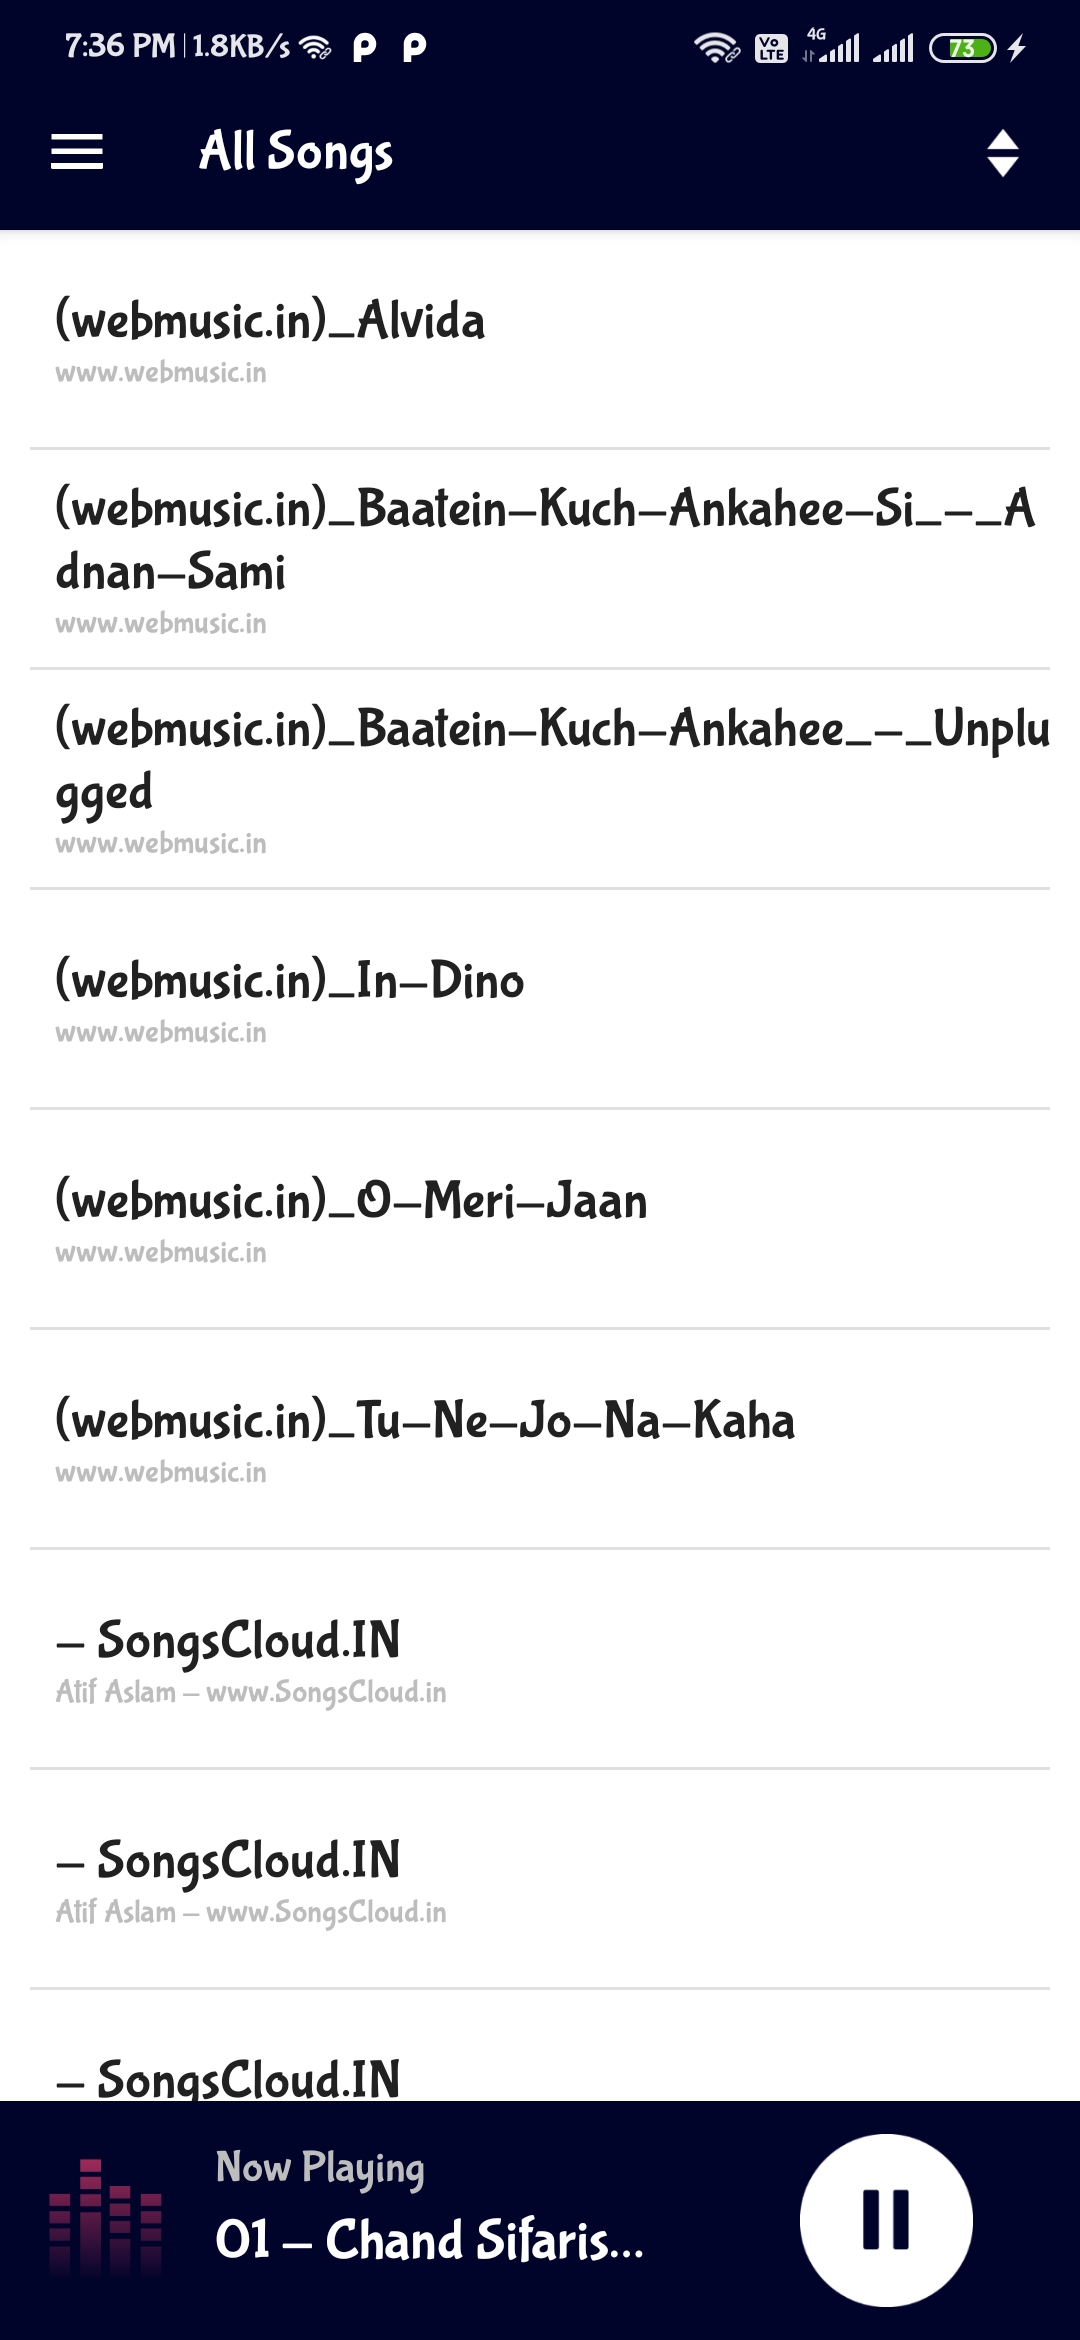 7:36 PM | 1.8KB/s P P Vo LTE 4G 73
All Songs
(webmusic.in)_Alvida
www.webmusic.in
(webmusic.in)_Baatein-Kuch-Ankahee-Si_-_A
dnan-Sami
www.webmusic.in
(webmusic.in)_Baatein-Kuch-Ankahee_-_Unplu
gged
www.webmusic.in
(webmusic.in)_In-Dino
www.webmusic.in
(webmusic.in)_O-Meri-Jaan
www.webmusic.in
(webmusic.in)_Tu-Ne-Jo-Na-Kaha
www.webmusic.in
- SongsCloud.IN
Atif Aslam - www.SongsCloud.in
- SongsCloud.IN
Atif Aslam - www.SongsCloud.in
- SongsCloud.IN
Now Playing
01 - Chand Sifaris...